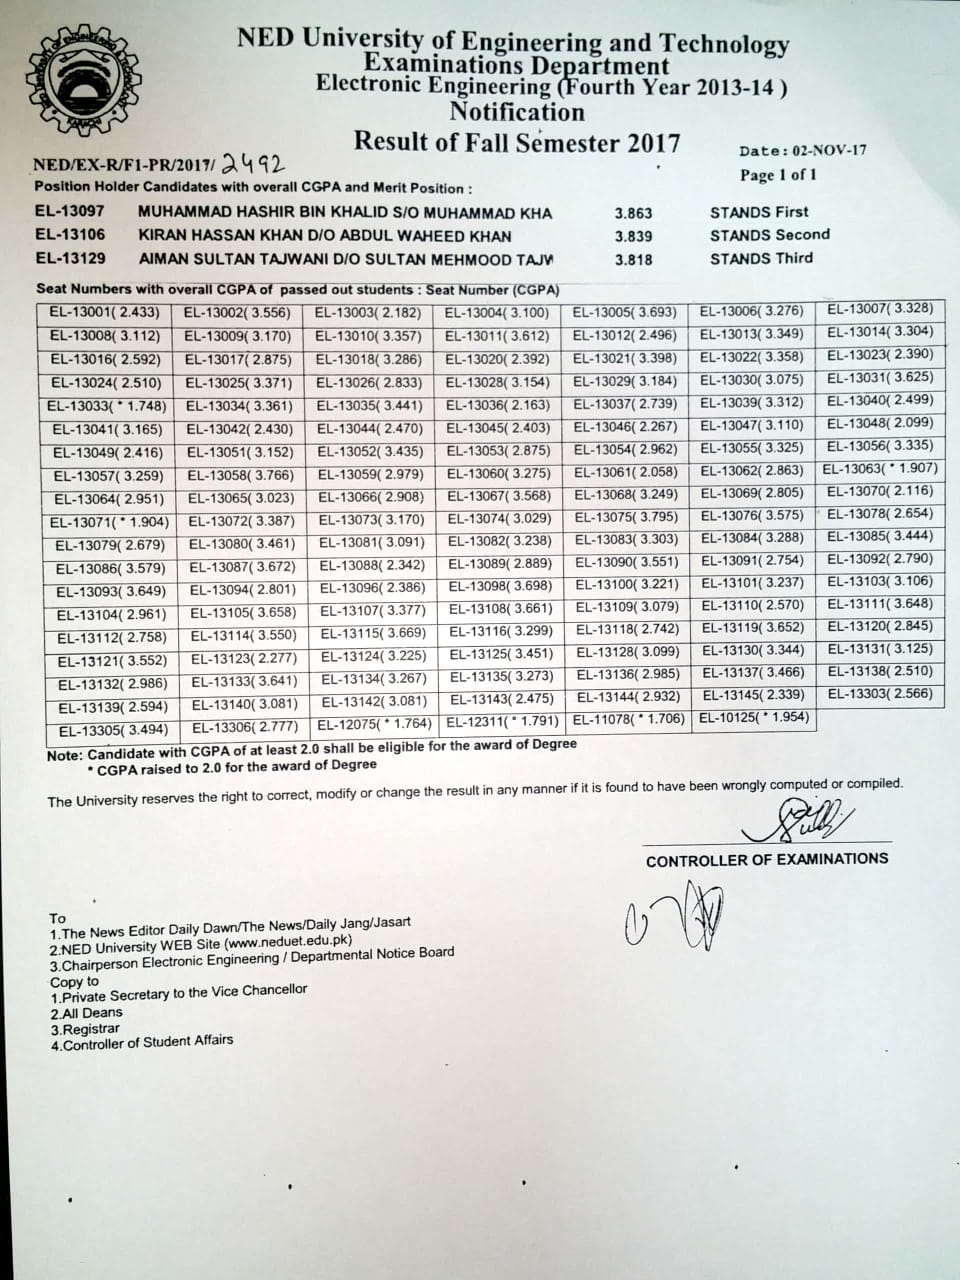 NED University of Engineering and Technology
Examinations Department
Electronic Engineering (Fourth Year 2013-14 )
Notification
Result of Fall Semester 2017
Date: 02-NOV-17
NED/EX-R/F1-PR/2017/ 2492
Page 1 of 1
Position Holder Candidates with overall CGPA and Merit Position :
EL-13097 MUHAMMAD HASHIR BIN KHALID S/O MUHAMMAD KHA 3.863 STANDS First
EL-13106 KIRAN HASSAN KHAN D/O ABDUL WAHEED KHAN 3.839 STANDS Second
EL-13129 AIMAN SULTAN TAJWANI D/O SULTAN MEHMOOD TAJW 3.818 STANDS Third
Seat Numbers with overall CGPA of passed out students : Seat Number (CGPA)
EL-13001( 2.433) EL-13002( 3.556) EL-13003( 2.182) EL-13004( 3.100) EL-13005( 3.693) EL-13006( 3.276) EL-13007( 3.328)
EL-13008( 3.112) EL-13009( 3.170) EL-13010( 3.357) EL-13011( 3.612) EL-13012( 2.496) EL-13013( 3.349) EL-13014( 3.304)
EL-13016( 2.592) EL-13017( 2.875) EL-13018( 3.286) EL-13020( 2.392) EL-13021( 3.398) EL-13022( 3.358) EL-13023( 2.390)
EL-13024( 2.510) EL-13025( 3.371) EL-13026( 2.833) EL-13028( 3.154) EL-13029( 3.184) EL-13030( 3.075) EL-13031( 3.625)
EL-13033( * 1.748) EL-13034( 3.361) EL-13035( 3.441) EL-13036( 2.163) EL-13037( 2.739) EL-13039( 3.312) EL-13040( 2.499)
EL-13041( 3.165) EL-13042( 2.430) EL-13044( 2.470) EL-13045( 2.403) EL-13046( 2.267) EL-13047( 3.110) EL-13048( 2.099)
EL-13049( 2.416) EL-13051( 3.152) EL-13052( 3.435) EL-13053( 2.875) EL-13054( 2.962) EL-13055( 3.325) EL-13056( 3.335)
EL-13057( 3.259) EL-13058( 3.766) EL-13059( 2.979) EL-13060( 3.275) EL-13061( 2.058) EL-13062( 2.863) EL-13063( * 1.907)
EL-13064( 2.951) EL-13065( 3.023) EL-13066( 2.908) EL-13067( 3.568) EL-13068( 3.249) EL-13069( 2.805) EL-13070( 2.116)
EL-13071( * 1.904) EL-13072( 3.387) EL-13073( 3.170) EL-13074( 3.029) EL-13075( 3.795) EL-13076( 3.575) EL-13078( 2.654)
EL-13079( 2.679) EL-13080( 3.461) EL-13081( 3.091) EL-13082( 3.238) EL-13083( 3.303) EL-13084( 3.288) EL-13085( 3.444)
EL-13086( 3.579) EL-13087( 3.672) EL-13088( 2.342) EL-13089( 2.889) EL-13090( 3.551) EL-13091( 2.754) EL-13092( 2.790)
EL-13093( 3.649) EL-13094( 2.801) EL-13096( 2.386) EL-13098( 3.698) EL-13100( 3.221) EL-13101( 3.237) EL-13103( 3.106)
EL-13104( 2.961) EL-13105( 3.658) EL-13107( 3.377) EL-13108( 3.661) EL-13109( 3.079) EL-13110( 2.570) EL-13111( 3.648)
EL-13112( 2.758) EL-13114( 3.550) EL-13115( 3.669) EL-13116( 3.299) EL-13118( 2.742) EL-13119( 3.652) EL-13120( 2.845)
EL-13121( 3.552) EL-13123( 2.277) EL-13124( 3.225) EL-13125( 3.451) EL-13128( 3.099) EL-13130( 3.344) EL-13131( 3.125)
EL-13132( 2.986) EL-13133( 3.641) EL-13134( 3.267) EL-13135( 3.273) EL-13136( 2.985) EL-13137( 3.466) EL-13138( 2.510)
EL-13139( 2.594) EL-13140( 3.081) EL-13142( 3.081) EL-13143( 2.475) EL-13144( 2.932) EL-13145( 2.339) EL-13303( 2.566)
EL-13305( 3.494) EL-13306( 2.777) EL-12075( * 1.764) EL-12311( * 1.791) EL-11078( * 1.706) EL-10125( * 1.954)
Note: Candidate with CGPA of at least 2.0 shall be eligible for the award of Degree
* CGPA raised to 2.0 for the award of Degree
The University reserves the right to correct, modify or change the result in any manner if it is found to have been wrongly computed or compiled.
CONTROLLER OF EXAMINATIONS
To
1.The News Editor Daily Dawn/The News/Daily Jang/Jasart
2.NED University WEB Site (www.neduet.edu.pk)
3.Chairperson Electronic Engineering / Departmental Notice Board
Copy to
1.Private Secretary to the Vice Chancellor
2.All Deans
3.Registrar
4.Controller of Student Affairs